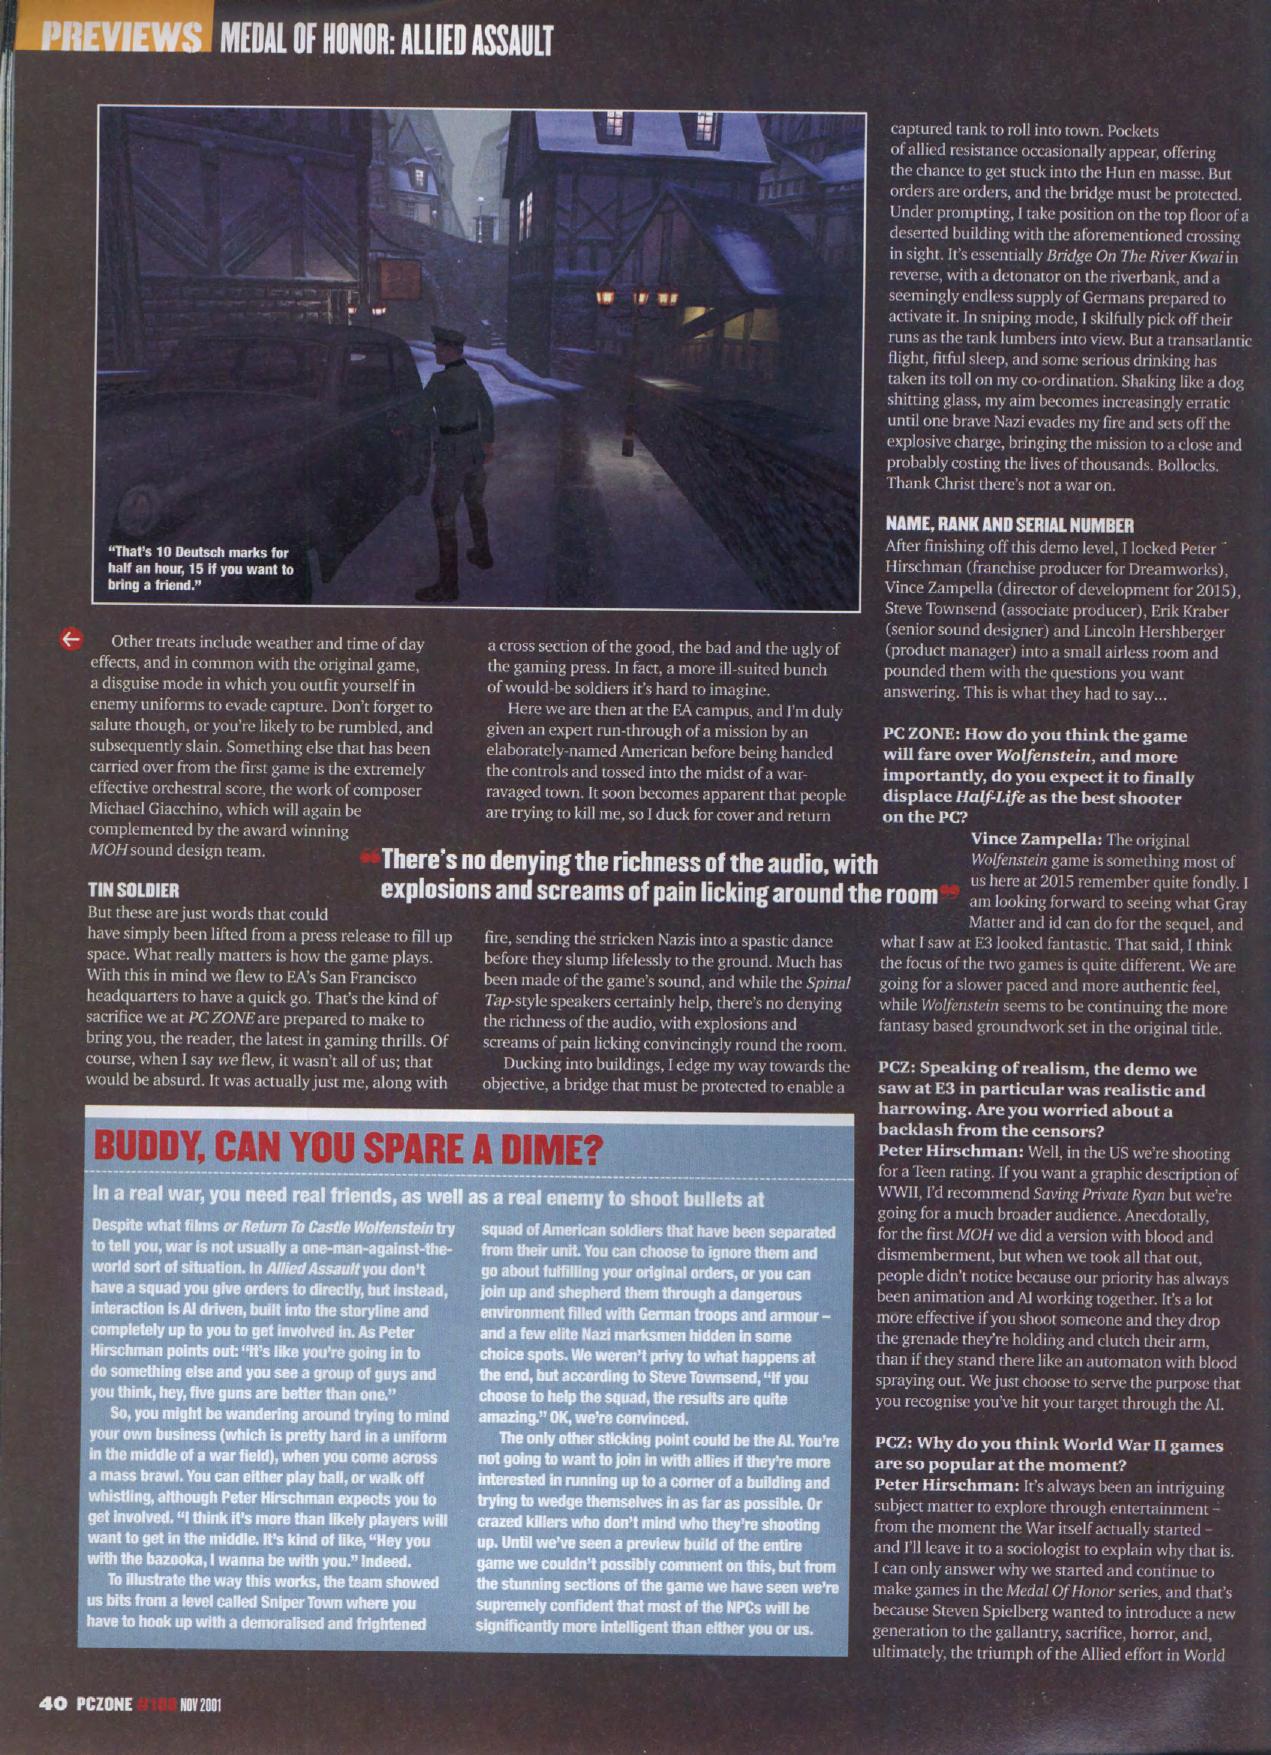 PREVIEWS MEDAL OF HONOR: ALLIED ASSAULT
"That's 10 Deutsch marks for
half an hour, 15 if you want to
bring a friend."
Other treats include weather and time of day
effects, and in common with the original game,
a disguise mode in which you outfit yourself in
enemy uniforms to evade capture. Don't forget to
salute though, or you're likely to be rumbled, and
subsequently slain. Something else that has been
carried over from the first game is the extremely
effective orchestral score, the work of composer
Michael Giacchino, which will again be
complemented by the award winning
MOH sound design team.
TIN SOLDIER
But these are just words that could
have simply been lifted from a press release to fill up
space. What really matters is how the game plays.
With this in mind we flew to EA's San Francisco
headquarters to have a quick go. That's the kind of
sacrifice we at PC ZONE are prepared to make to
bring you, the reader, the latest in gaming thrills. Of
course, when I say we flew, it wasn't all of us; that
would be absurd. It was actually just me, along with
a cross section of the good, the bad and the ugly of
the gaming press. In fact, a more ill-suited bunch
of would-be soldiers it's hard to imagine.
Here we are then at the EA campus, and I'm duly
given an expert run-through of a mission by an
elaborately-named American before being handed
the controls and tossed into the midst of a war-
ravaged town. It soon becomes apparent that people
are trying to kill me, so I duck for cover and return
"There's no denying the richness of the audio, with
explosions and screams of pain licking around the room"
fire, sending the stricken Nazis into a spastic dance
before they slump lifelessly to the ground. Much has
been made of the game's sound, and while the Spinal
Tap-style speakers certainly help, there's no denying
the richness of the audio, with explosions and
screams of pain licking convincingly round the room.
Ducking into buildings, I edge my way towards the
objective, a bridge that must be protected to enable a
captured tank to roll into town. Pockets
of allied resistance occasionally appear, offering
the chance to get stuck into the Hun en masse. But
orders are orders, and the bridge must be protected.
Under prompting, I take position on the top floor of a
deserted building with the aforementioned crossing
in sight. It's essentially Bridge On The River Kwai in
reverse, with a detonator on the riverbank, and a
seemingly endless supply of Germans prepared to
activate it. In sniping mode, I skilfully pick off their
runs as the tank lumbers into view. But a transatlantic
flight, fitful sleep, and some serious drinking has
taken its toll on my co-ordination. Shaking like a dog
shitting glass, my aim becomes increasingly erratic
until one brave Nazi evades my fire and sets off the
explosive charge, bringing the mission to a close and
probably costing the lives of thousands. Bollocks.
Thank Christ there's not a war on.
NAME, RANK AND SERIAL NUMBER
After finishing off this demo level, I locked Peter
Hirschman (franchise producer for Dreamworks),
Vince Zampella (director of development for 2015),
Steve Townsend (associate producer), Erik Kraber
(senior sound designer) and Lincoln Hershberger
(product manager) into a small airless room and
pounded them with the questions you want
answering. This is what they had to say...
PC ZONE: How do you think the game
will fare over Wolfenstein, and more
importantly, do you expect it to finally
displace Half-Life as the best shooter
on the PC?
Vince Zampella: The original
Wolfenstein game is something most of
us here at 2015 remember quite fondly. I
am looking forward to seeing what Gray
Matter and id can do for the sequel, and
what I saw at E3 looked fantastic. That said, I think
the focus of the two games is quite different. We are
going for a slower paced and more authentic feel,
while Wolfenstein seems to be continuing the more
fantasy based groundwork set in the original title.
PCZ: Speaking of realism, the demo we
saw at E3 in particular was realistic and
harrowing. Are you worried about a
backlash from the censors?
Peter Hirschman: Well, in the US we're shooting
for a Teen rating. If you want a graphic description of
WWII, I'd recommend Saving Private Ryan but we're
going for a much broader audience. Anecdotally,
for the first MOH we did a version with blood and
dismemberment, but when we took all that out,
people didn't notice because our priority has always
been animation and AI working together. It's a lot
more effective if you shoot someone and they drop
the grenade they're holding and clutch their arm,
than if they stand there like an automaton with blood
spraying out. We just choose to serve the purpose that
you recognise you've hit your target through the AI.
PCZ: Why do you think World War II games
are so popular at the moment?
Peter Hirschman: It's always been an intriguing
subject matter to explore through entertainment –
from the moment the War itself actually started –
and I'll leave it to a sociologist to explain why that is.
I can only answer why we started and continue to
make games in the Medal Of Honor series, and that's
because Steven Spielberg wanted to introduce a new
generation to the gallantry, sacrifice, horror, and,
ultimately, the triumph of the Allied effort in World
BUDDY, CAN YOU SPARE A DIME?
In a real war, you need real friends, as well as a real enemy to shoot bullets at
Despite what films or Return To Castle Wolfenstein try
to tell you, war is not usually a one-man-against-the-
world sort of situation. In Allied Assault you don't
have a squad you give orders to directly, but instead,
interaction is AI driven, built into the storyline and
completely up to you to get involved in. As Peter
Hirschman points out: "It's like you're going in to
do something else and you see a group of guys and
you think, hey, five guns are better than one."
So, you might be wandering around trying to mind
your own business (which is pretty hard in a uniform
in the middle of a war field), when you come across
a mass brawl. You can either play ball, or walk off
whistling, although Peter Hirschman expects you to
get involved. "I think it's more than likely players will
want to get in the middle. It's kind of like, "Hey you
with the bazooka, I wanna be with you." Indeed.
To illustrate the way this works, the team showed
us bits from a level called Sniper Town where you
have to hook up with a demoralised and frightened
squad of American soldiers that have been separated
from their unit. You can choose to ignore them and
go about fulfilling your original orders, or you can
join up and shepherd them through a dangerous
environment filled with German troops and armour –
and a few elite Nazi marksmen hidden in some
choice spots. We weren't privy to what happens at
the end, but according to Steve Townsend, "If you
choose to help the squad, the results are quite
amazing." OK, we're convinced.
The only other sticking point could be the AI. You're
not going to want to join in with allies if they're more
interested in running up to a corner of a building and
trying to wedge themselves in as far as possible. Or
crazed killers who don't mind who they're shooting
up. Until we've seen a preview build of the entire
game we couldn't possibly comment on this, but from
the stunning sections of the game we have seen we're
supremely confident that most of the NPCs will be
significantly more intelligent than either you or us.
40 PCZONE #108 NOV 2001